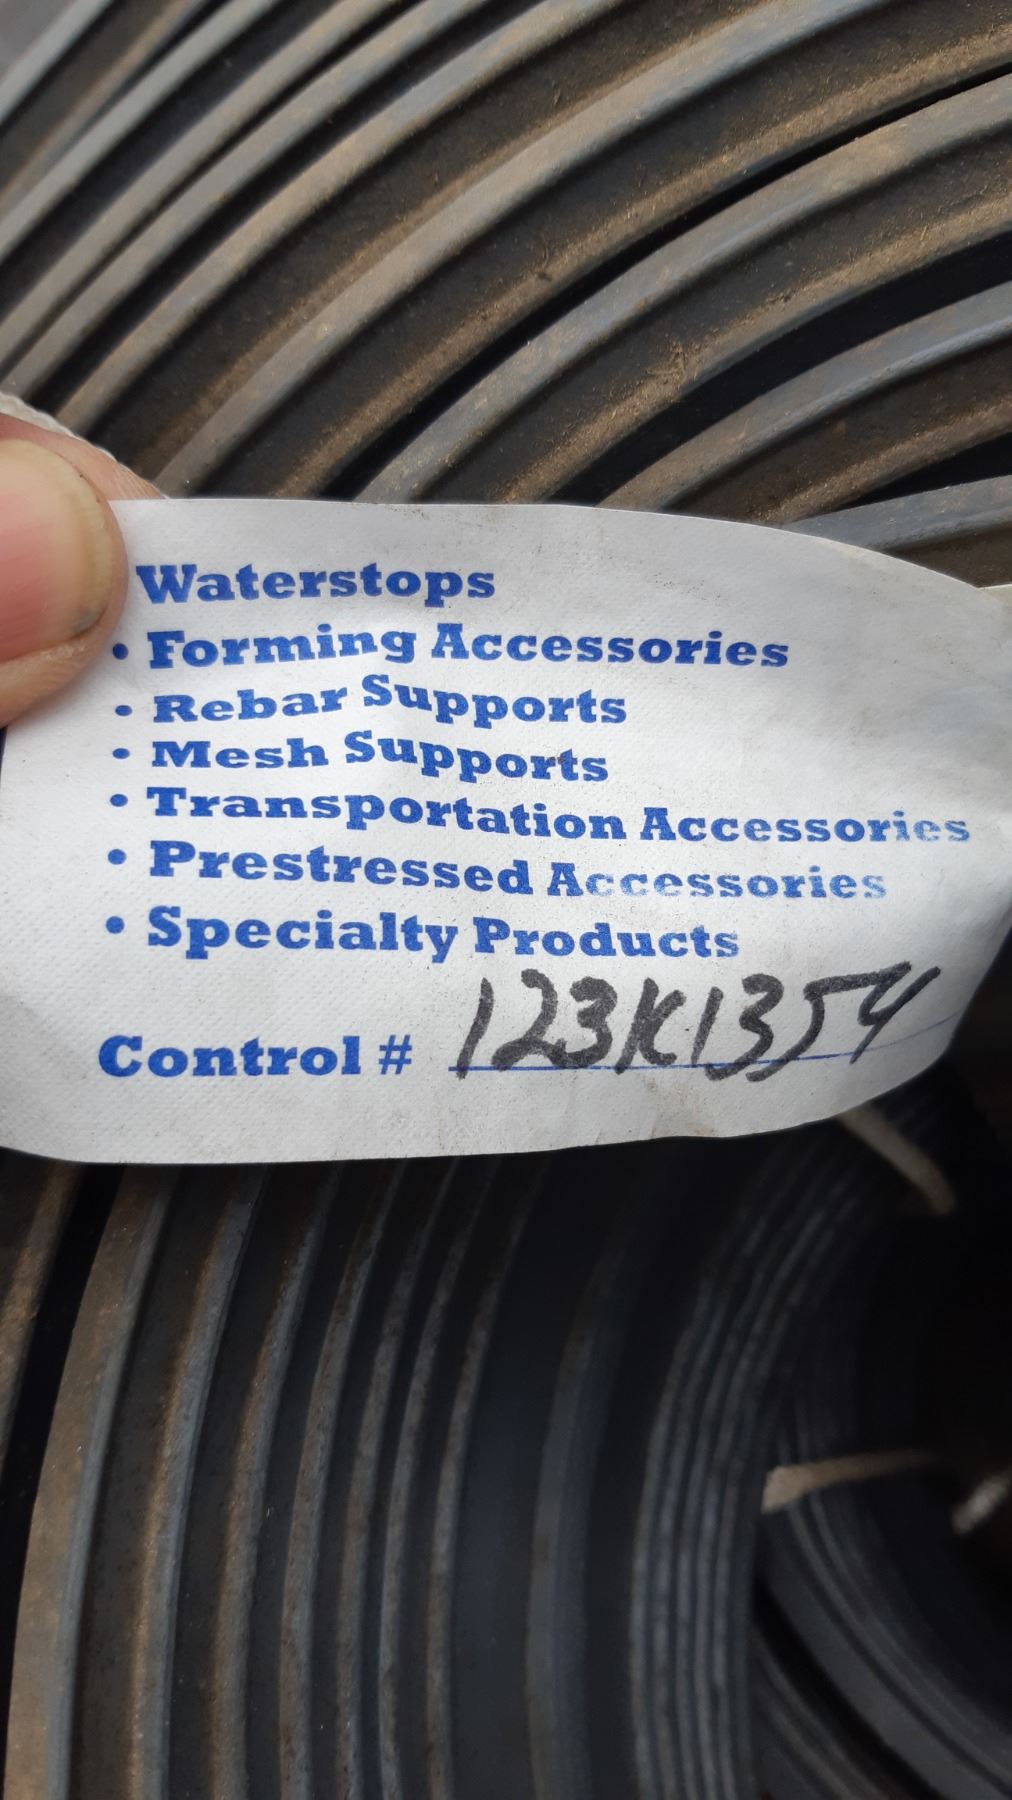 Waterstops
• Forming Accessories
• Rebar Supports
• Mesh Supports
• Transportation Accessories
• Prestressed Accessories
• Specialty Products
Control # 123K1354